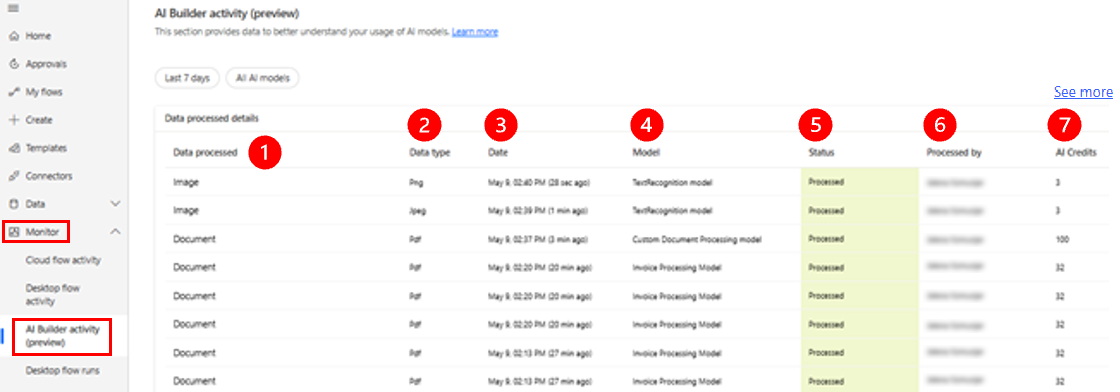 AI Builder activity (preview)
This section provides data to better understand your usage of AI models. Learn more
Home
Approvals
My flows
Create
Templates
Connectors
Data
Monitor
Cloud flow activity
Desktop flow
activity
AI Builder activity
(preview)
Desktop flow runs
Last 7 days All AI models
See more
Data processed details
1 2 3 4 5 6 7
Data processed Data type Date Model Status Processed by AI Credits
Image Png May 9, 02:40 PM (28 sec ago) TextRecognition model Processed 3
Image Jpeg May 9, 02:39 PM (1 min ago) TextRecognition model Processed 3
Document Pdf May 9, 02:37 PM (3 min ago) Custom Document Processing model Processed 100
Document Pdf May 9, 02:20 PM (20 min ago) Invoice Processing Model Processed 32
Document Pdf May 9, 02:20 PM (20 min ago) Invoice Processing Model Processed 32
Document Pdf May 9, 02:20 PM (20 min ago) Invoice Processing Model Processed 32
Document Pdf May 9, 02:13 PM (27 min ago) Invoice Processing Model Processed 32
Document Pdf May 9, 02:13 PM (27 min ago) Invoice Processing Model Processed 32